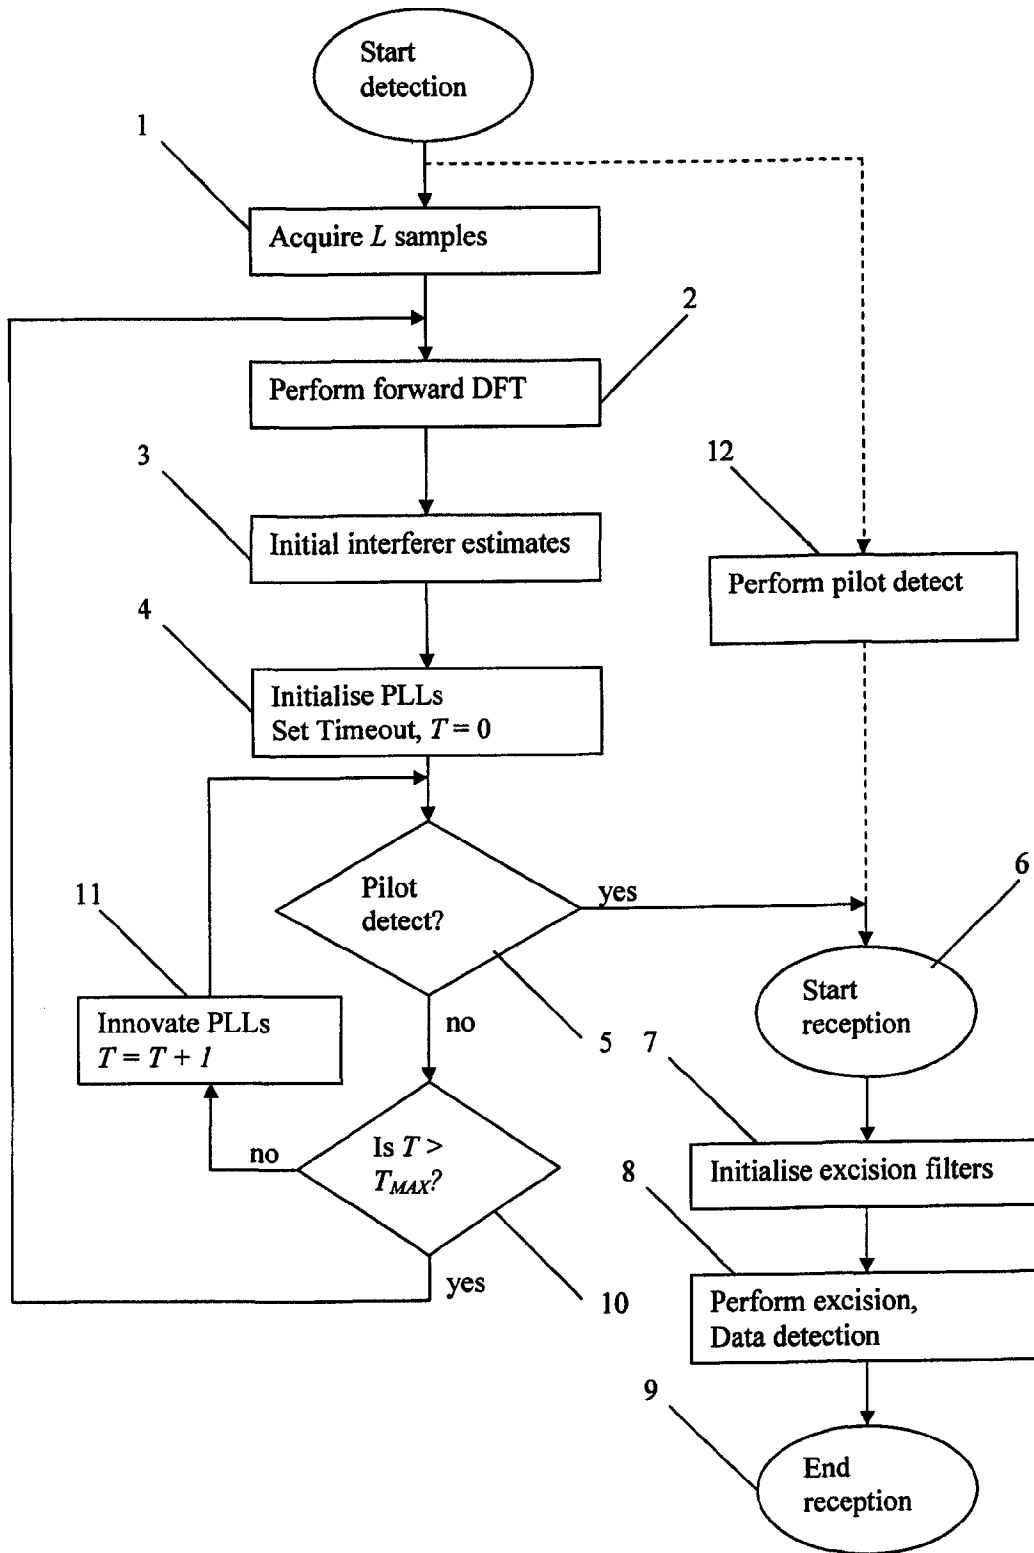 Start
detection
1
Acquire L samples
2
Perform forward DFT
3
Initial interferer estimates
12
Perform pilot detect
4
Initialise PLLs
Set Timeout, T = 0
Pilot
detect?
yes
6
11
Innovate PLLs
T = T + 1
no
5
Start
reception
7
Is T >
TMAX?
no
yes
10
Initialise excision filters
8
Perform excision,
Data detection
9
End
reception